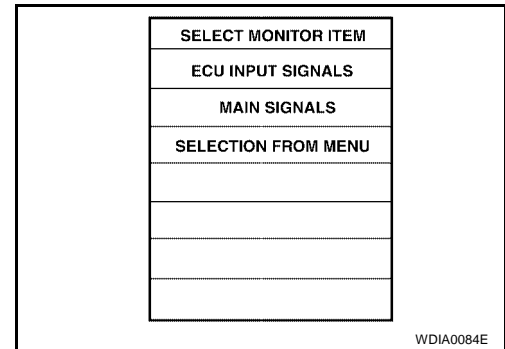 SELECT MONITOR ITEM
ECU INPUT SIGNALS
MAIN SIGNALS
SELECTION FROM MENU
WDIA0084E